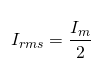 I_{rms} = \frac{I_m}{2}